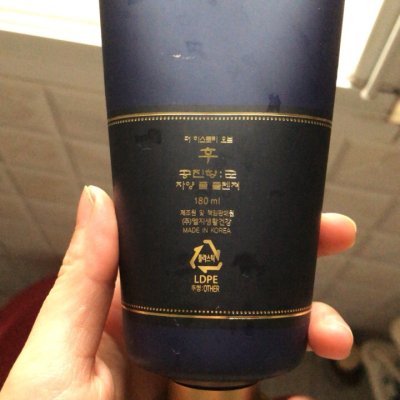 더 히스토리 오브
후
공진향:군
자양 폼 클렌저
180 ml
제조원 및 책임판매원
(주)엘지생활건강
MADE IN KOREA
플라스틱
LDPE
뚜껑:OTHER